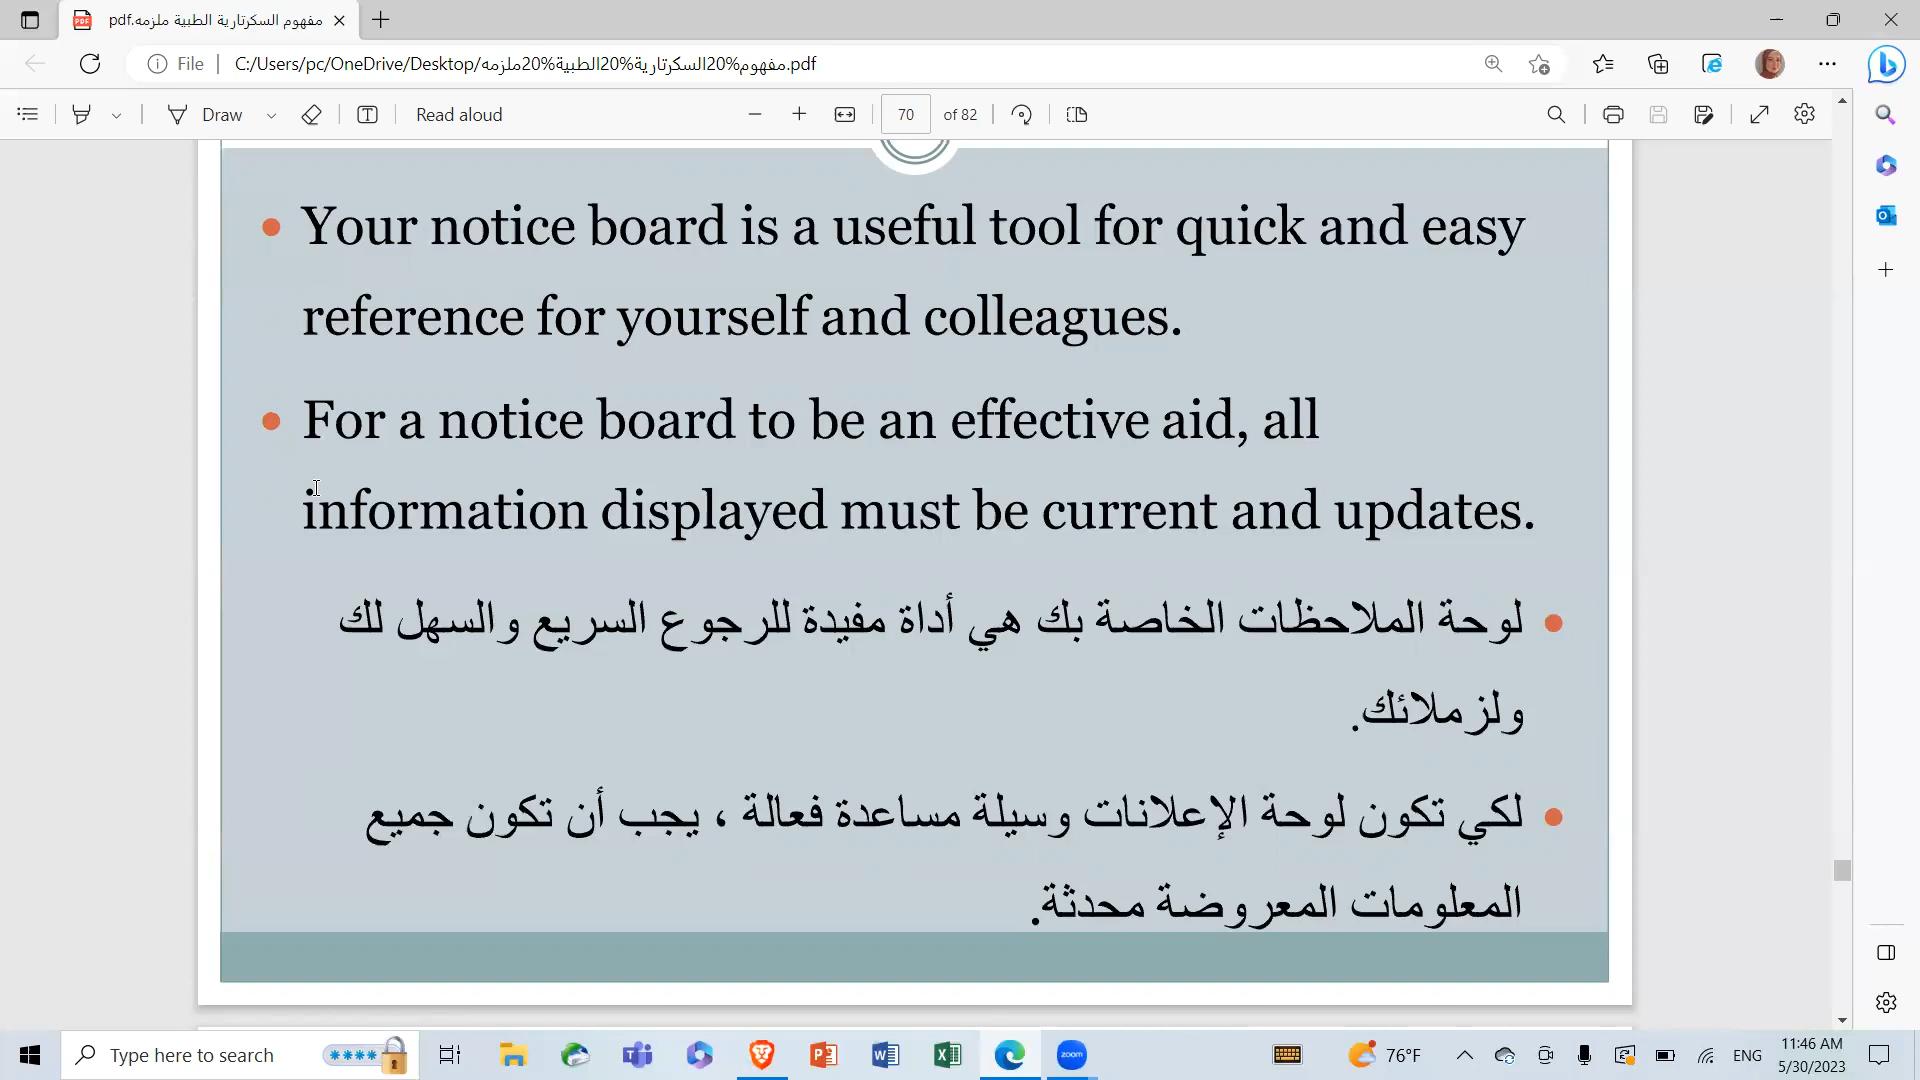 مفهوم السكرتارية الطبية ملزمه.pdf
File
C:/Users/pc/OneDrive/Desktop/مفهوم%20السكرتارية%20الطبية%20ملزمه.pdf
Draw
Read aloud
70 of 82
• Your notice board is a useful tool for quick and easy
reference for yourself and colleagues.
• For a notice board to be an effective aid, all
information displayed must be current and updates.
• لوحة الملاحظات الخاصة بك هي أداة مفيدة للرجوع السريع والسهل لك
ولزملائك.
• لكي تكون لوحة الإعلانات وسيلة مساعدة فعالة ، يجب أن تكون جميع
المعلومات المعروضة محدثة.
Type here to search
zoom
76°F
ENG
11:46 AM
5/30/2023